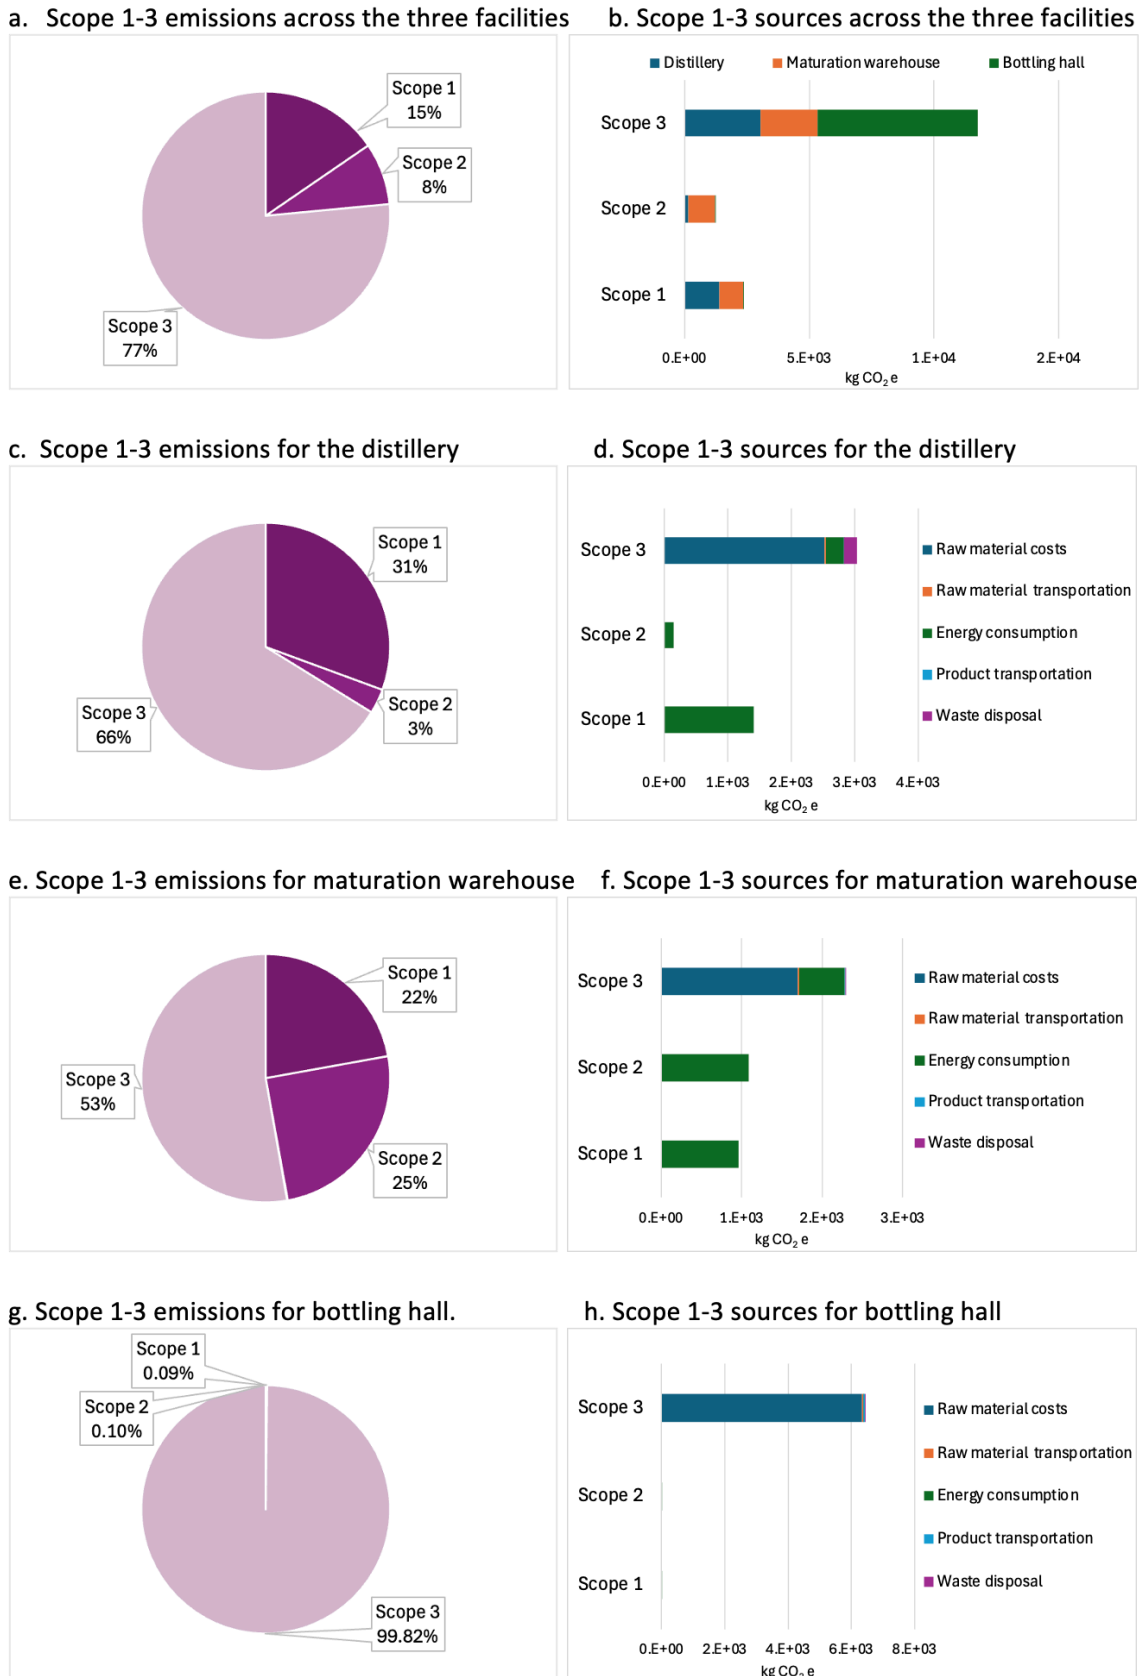 a.   Scope 1-3 emissions across the three facilities
Scope 1
15%
Scope 2
8%
Scope 3
77%
b. Scope 1-3 sources across the three facilities
Distillery   Maturation warehouse   Bottling hall
Scope 3
Scope 2
Scope 1
0.E+00   5.E+03   1.E+04   2.E+04
kg CO₂ e
c.  Scope 1-3 emissions for the distillery
Scope 1
31%
Scope 2
3%
Scope 3
66%
d. Scope 1-3 sources for the distillery
Scope 3
Scope 2
Scope 1
0.E+00   1.E+03   2.E+03   3.E+03   4.E+03
kg CO₂ e
Raw material costs
Raw material transportation
Energy consumption
Product transportation
Waste disposal
e. Scope 1-3 emissions for maturation warehouse
Scope 1
22%
Scope 3
53%
Scope 2
25%
f. Scope 1-3 sources for maturation warehouse
Scope 3
Scope 2
Scope 1
0.E+00   1.E+03   2.E+03   3.E+03
kg CO₂ e
Raw material costs
Raw material transportation
Energy consumption
Product transportation
Waste disposal
g. Scope 1-3 emissions for bottling hall.
Scope 1
0.09%
Scope 2
0.10%
Scope 3
99.82%
h. Scope 1-3 sources for bottling hall
Scope 3
Scope 2
Scope 1
0.E+00   2.E+03   4.E+03   6.E+03   8.E+03
kg CO₂ e
Raw material costs
Raw material transportation
Energy consumption
Product transportation
Waste disposal